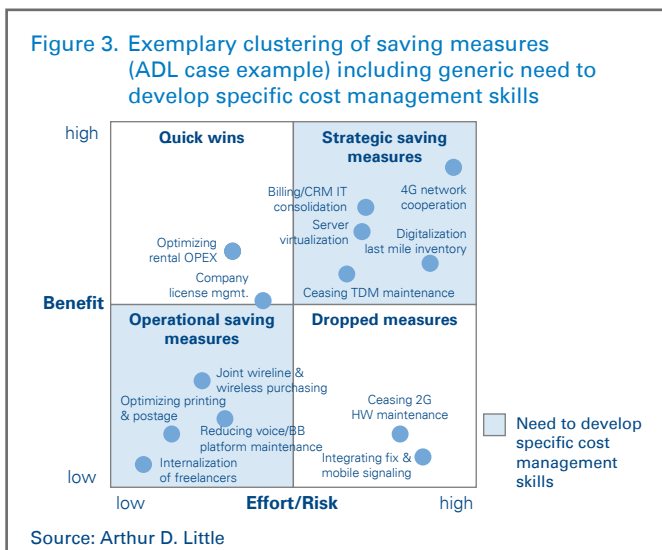 Figure 3. Exemplary clustering of saving measures
(ADL case example) including generic need to
develop specific cost management skills
high
Quick wins
Strategic saving
measures
Billing/CRM IT
consolidation
4G network
cooperation
Server
virtualization
Digitalization
last mile inventory
Optimizing
rental OPEX
Company
license mgmt.
Ceasing TDM maintenance
Benefit
Operational saving
measures
Dropped measures
Joint wireline &
wireless purchasing
Optimizing printing
& postage
Reducing voice/BB
platform maintenance
Internalization
of freelancers
Ceasing 2G
HW maintenance
Integrating fix &
mobile signaling
Need to develop
specific cost
management
skills
low
low
Effort/Risk
high
Source: Arthur D. Little